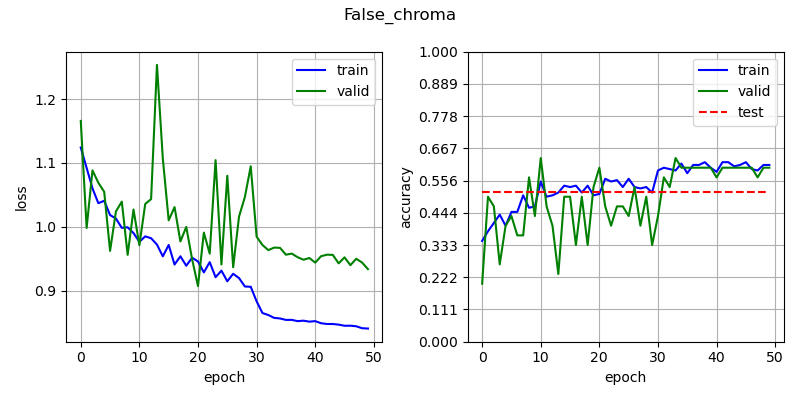 False_chroma
train
valid
1.2
1.1
1.0
0.9
loss
0 10 20 30 40 50
epoch
train
valid
test
1.000
0.889
0.778
0.667
0.556
0.444
0.333
0.222
0.111
0.000
accuracy
0 10 20 30 40 50
epoch